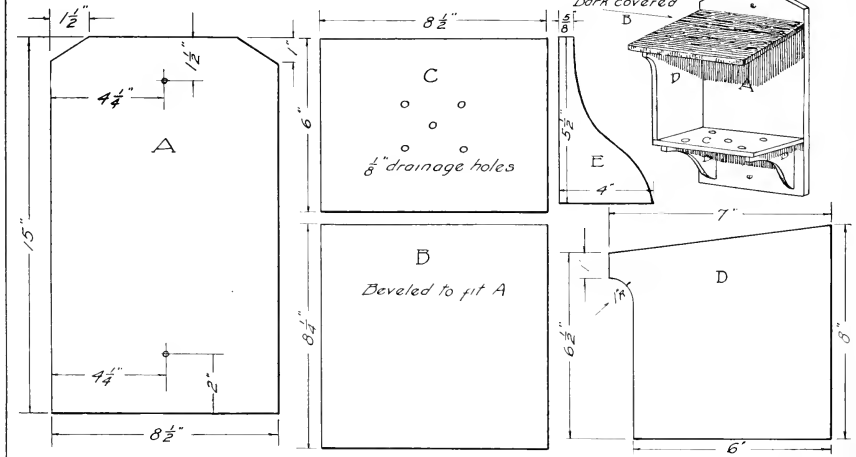 1 1/2"
15"
4 1/4"
1 1/2"
1"
A
4 1/4"
2"
8 1/2"
8 1/2"
6"
C
1/8" drainage holes
8 1/4"
B
Beveled to fit A
5/8
5 1/2"
E
4"
covered
B
D
A
C
7"
1"
1"R
D
6 1/2"
8"
6"